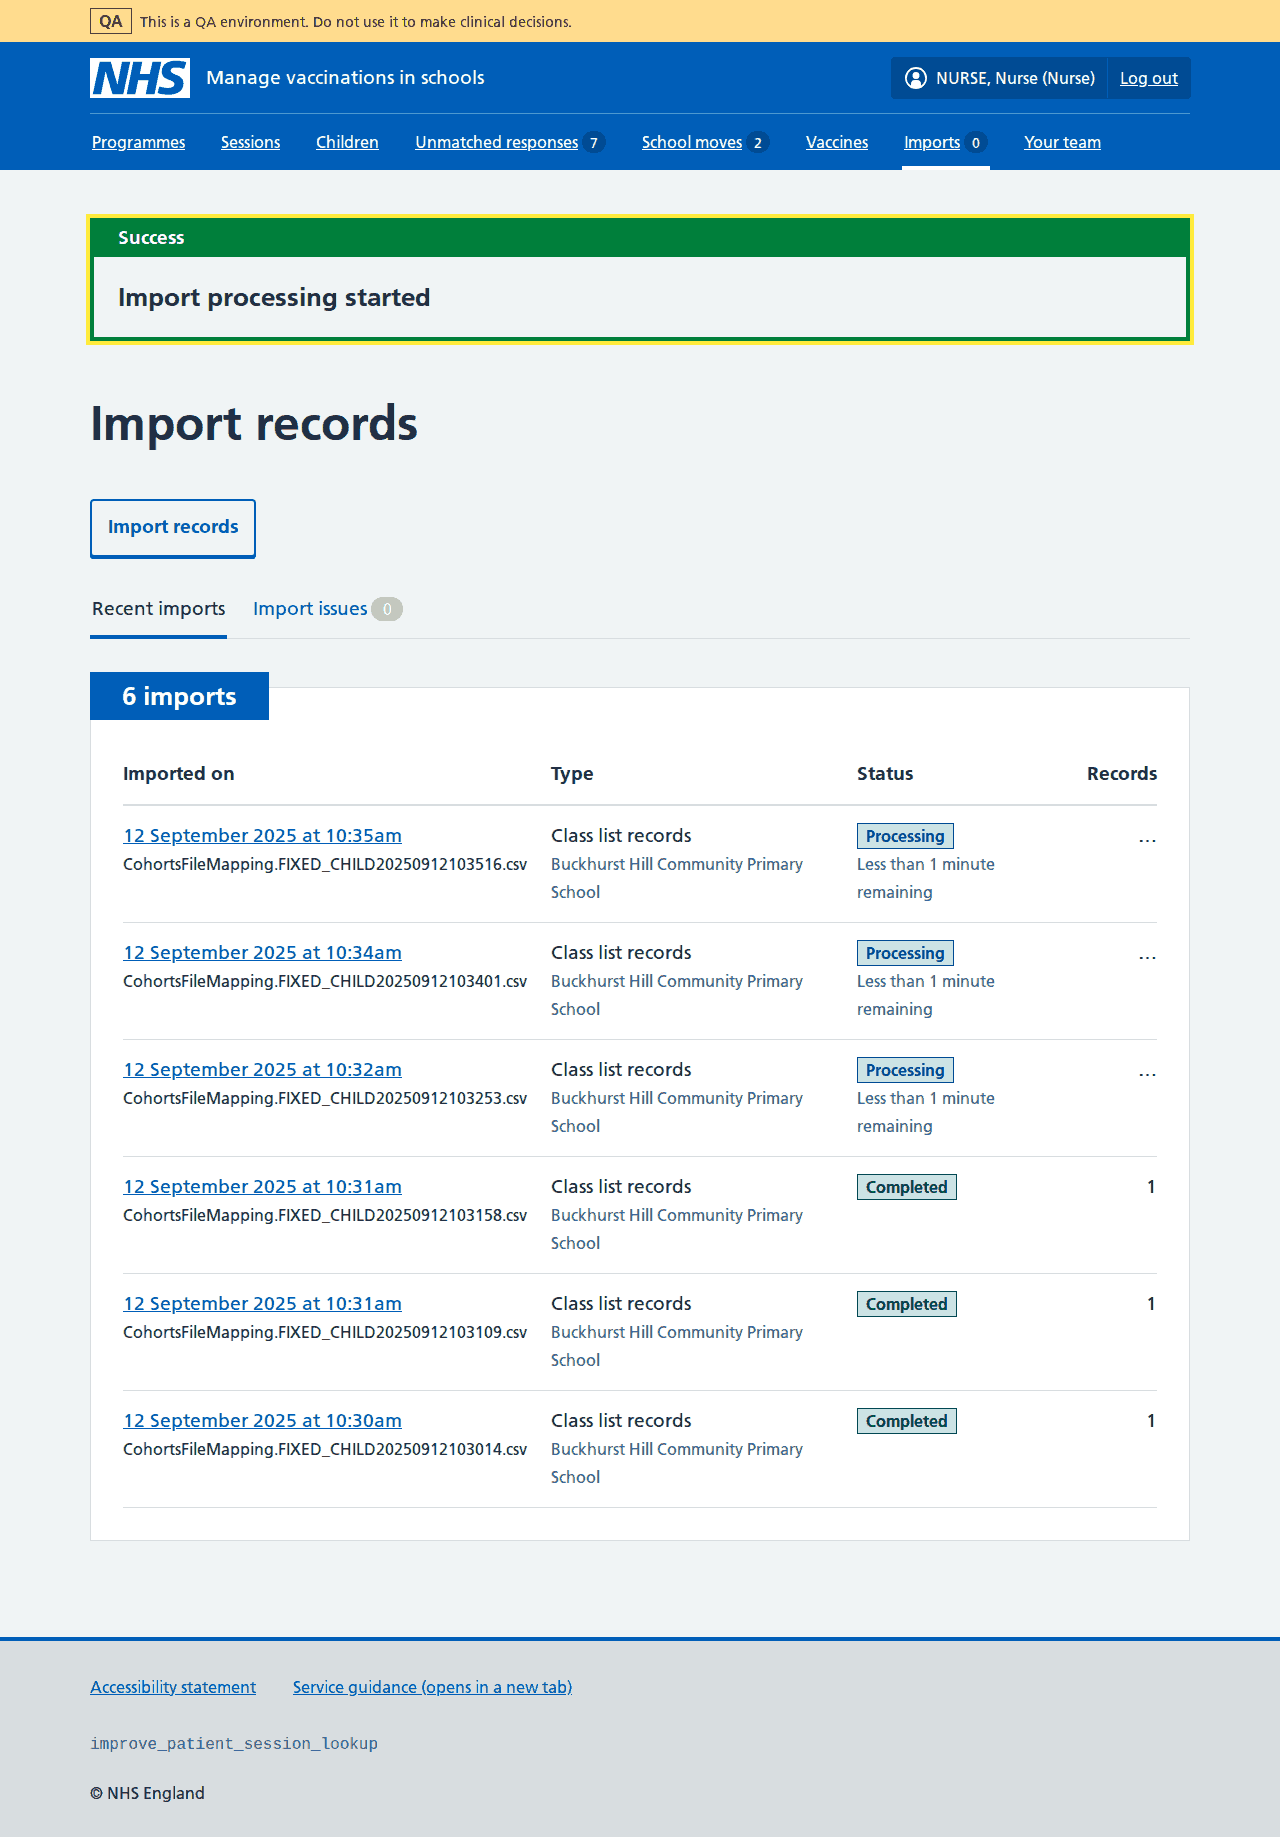 QA This is a QA environment. Do not use it to make clinical decisions.
NHS Manage vaccinations in schools NURSE, Nurse (Nurse) Log out
Programmes Sessions Children Unmatched responses 7 School moves 2 Vaccines Imports 0 Your team
Success
Import processing started
Import records
Import records
Recent imports Import issues 0
6 imports
Imported on Type Status Records
12 September 2025 at 10:35am Class list records Processing ...
CohortsFileMapping.FIXED_CHILD20250912103516.csv Buckhurst Hill Community Primary Less than 1 minute
School remaining
12 September 2025 at 10:34am Class list records Processing ...
CohortsFileMapping.FIXED_CHILD20250912103401.csv Buckhurst Hill Community Primary Less than 1 minute
School remaining
12 September 2025 at 10:32am Class list records Processing ...
CohortsFileMapping.FIXED_CHILD20250912103253.csv Buckhurst Hill Community Primary Less than 1 minute
School remaining
12 September 2025 at 10:31am Class list records Completed 1
CohortsFileMapping.FIXED_CHILD20250912103158.csv Buckhurst Hill Community Primary
School
12 September 2025 at 10:31am Class list records Completed 1
CohortsFileMapping.FIXED_CHILD20250912103109.csv Buckhurst Hill Community Primary
School
12 September 2025 at 10:30am Class list records Completed 1
CohortsFileMapping.FIXED_CHILD20250912103014.csv Buckhurst Hill Community Primary
School
Accessibility statement Service guidance (opens in a new tab)
improve_patient_session_lookup
© NHS England